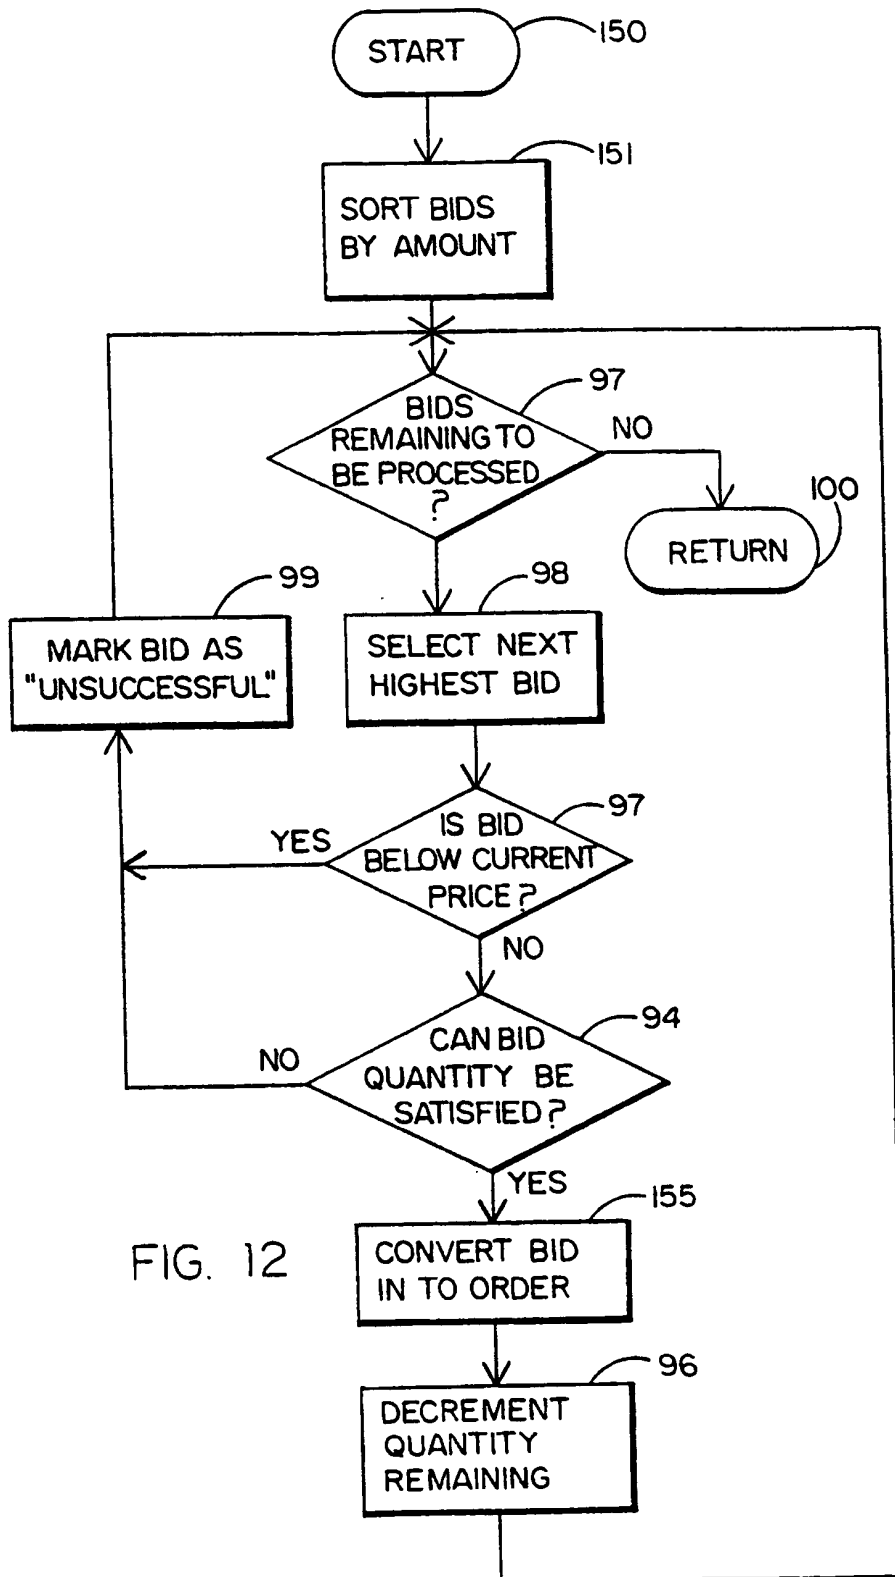 START
150
151
SORT BIDS
BY AMOUNT
97
BIDS
REMAINING TO
BE PROCESSED
?
NO
100
RETURN
99
MARK BID AS
"UNSUCCESSFUL"
98
SELECT NEXT
HIGHEST BID
97
IS BID
BELOW CURRENT
PRICE?
YES
NO
94
CAN BID
QUANTITY BE
SATISFIED?
NO
YES
155
CONVERT BID
IN TO ORDER
FIG. 12
96
DECREMENT
QUANTITY
REMAINING